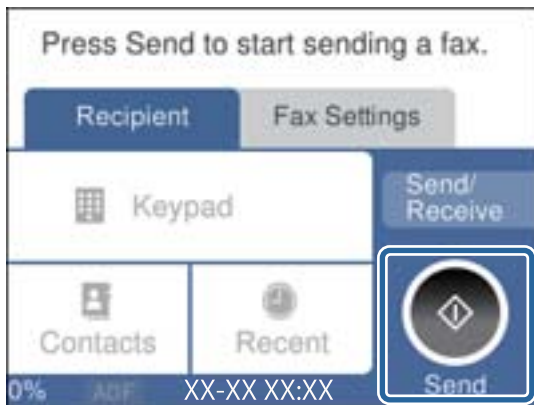 Press Send to start sending a fax.
Recipient
Fax Settings
Keypad
Send/
Receive
Contacts
Recent
0%
ADF
XX-XX XX:XX
Send